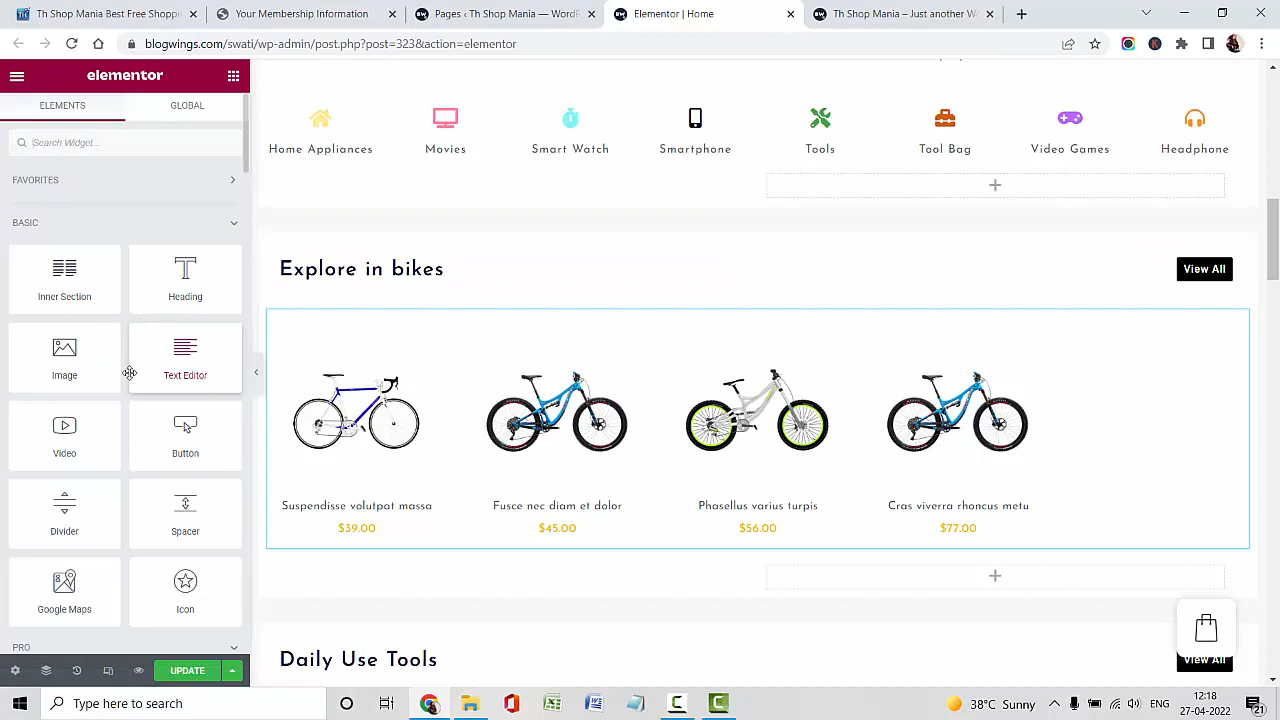 Th Shop Mania Best Free Shopp
Your Membership Information
Pages ‹ Th Shop Mania — WordP
Elementor | Home
Th Shop Mania – Just another W
blogwings.com/swati/wp-admin/post.php?post=323&action=elementor
elementor
ELEMENTS
GLOBAL
Search Widget...
FAVORITES
BASIC
Inner Section
Heading
Image
Text Editor
Video
Button
Divider
Spacer
Google Maps
Icon
PRO
UPDATE
Home Appliances
Movies
Smart Watch
Smartphone
Tools
Tool Bag
Video Games
Headphone
Explore in bikes
View All
Suspendisse volutpat massa
$39.00
Fusce nec diam et dolor
$45.00
Phasellus varius turpis
$56.00
Cras viverra rhoncus metu
$77.00
Daily Use Tools
View All
Type here to search
38°C Sunny
ENG
12:18
27-04-2022
21